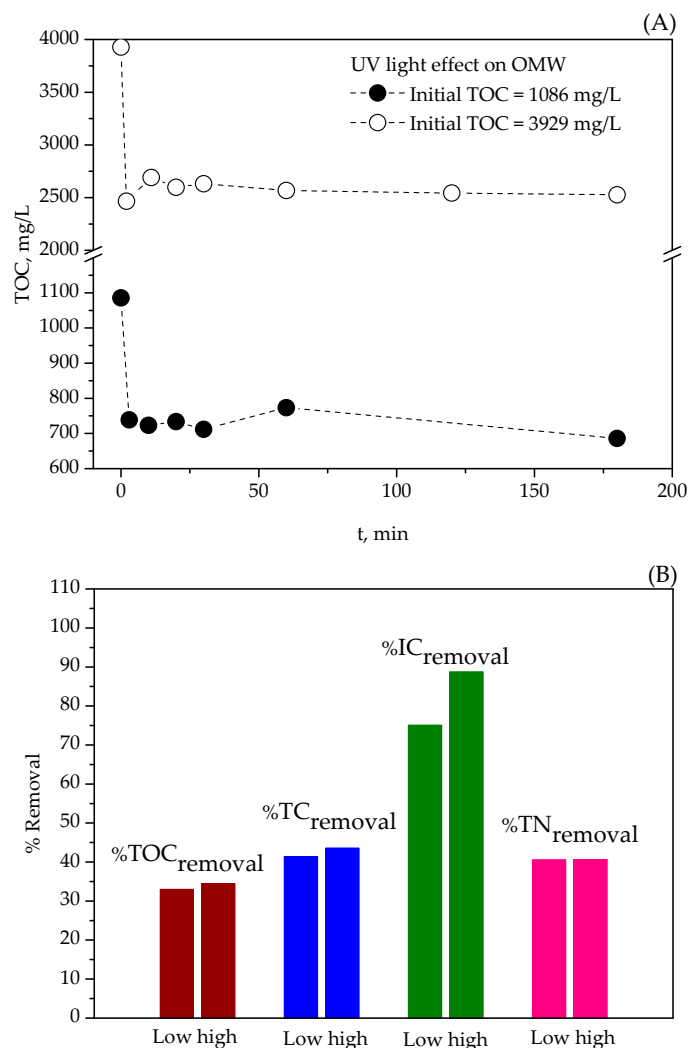 (A)
4000
3500
3000
2500
2000
1100
1000
900
800
700
600
TOC, mg/L
UV light effect on OMW
Initial TOC = 1086 mg/L
Initial TOC = 3929 mg/L
0
50
100
150
200
t, min
(B)
110
100
90
80
70
60
50
40
30
20
10
0
% Removal
%TOCremoval
%TCremoval
%ICremoval
%TNremoval
Low high
Low high
Low high
Low high